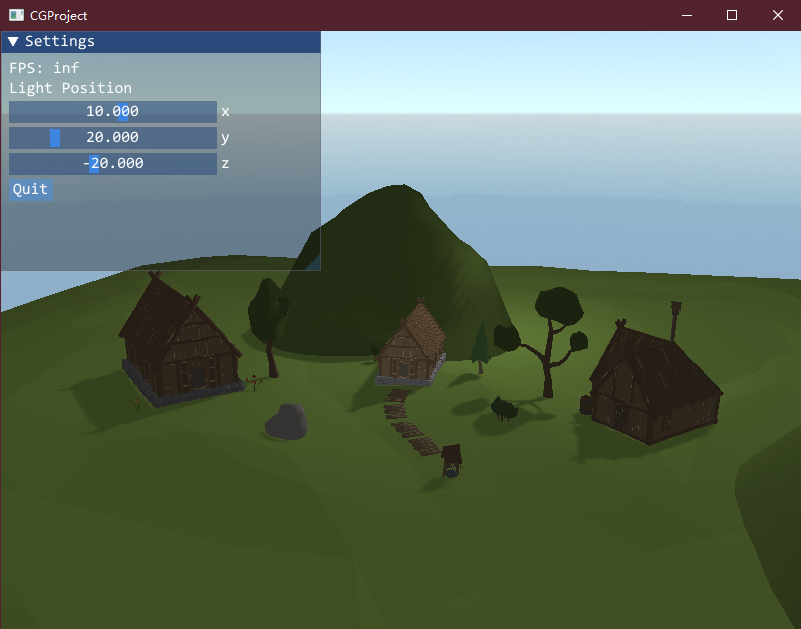 CGProject
Settings
FPS: inf
Light Position
10.000 x
20.000 y
-20.000 z
Quit